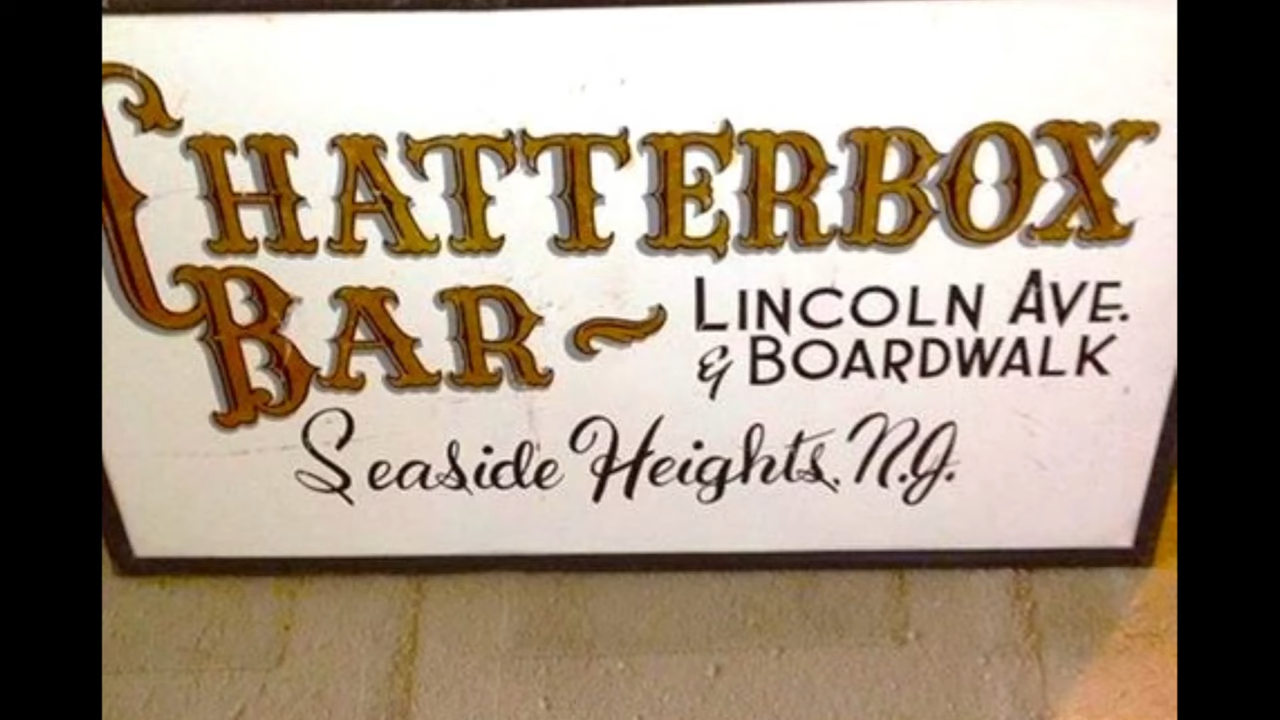 CHATTERBOX
BAR ~ LINCOLN AVE.
& BOARDWALK
Seaside Heights, N.J.